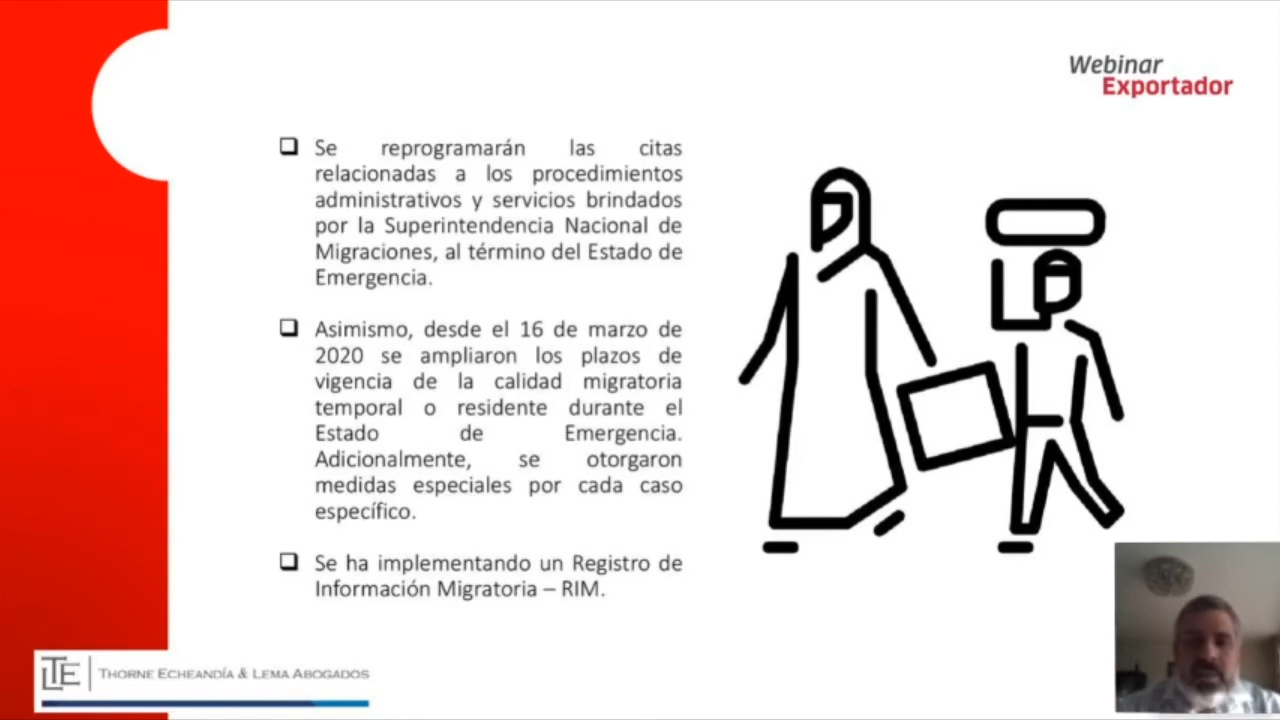 Webinar
Exportador
❑ Se reprogramarán las citas
relacionadas a los procedimientos
administrativos y servicios brindados
por la Superintendencia Nacional de
Migraciones, al término del Estado de
Emergencia.
❑ Asimismo, desde el 16 de marzo de
2020 se ampliaron los plazos de
vigencia de la calidad migratoria
temporal o residente durante el
Estado de Emergencia.
Adicionalmente, se otorgaron
medidas especiales por cada caso
específico.
❑ Se ha implementando un Registro de
Información Migratoria – RIM.
LTE THORNE ECHEANDÍA & LEMA ABOGADOS